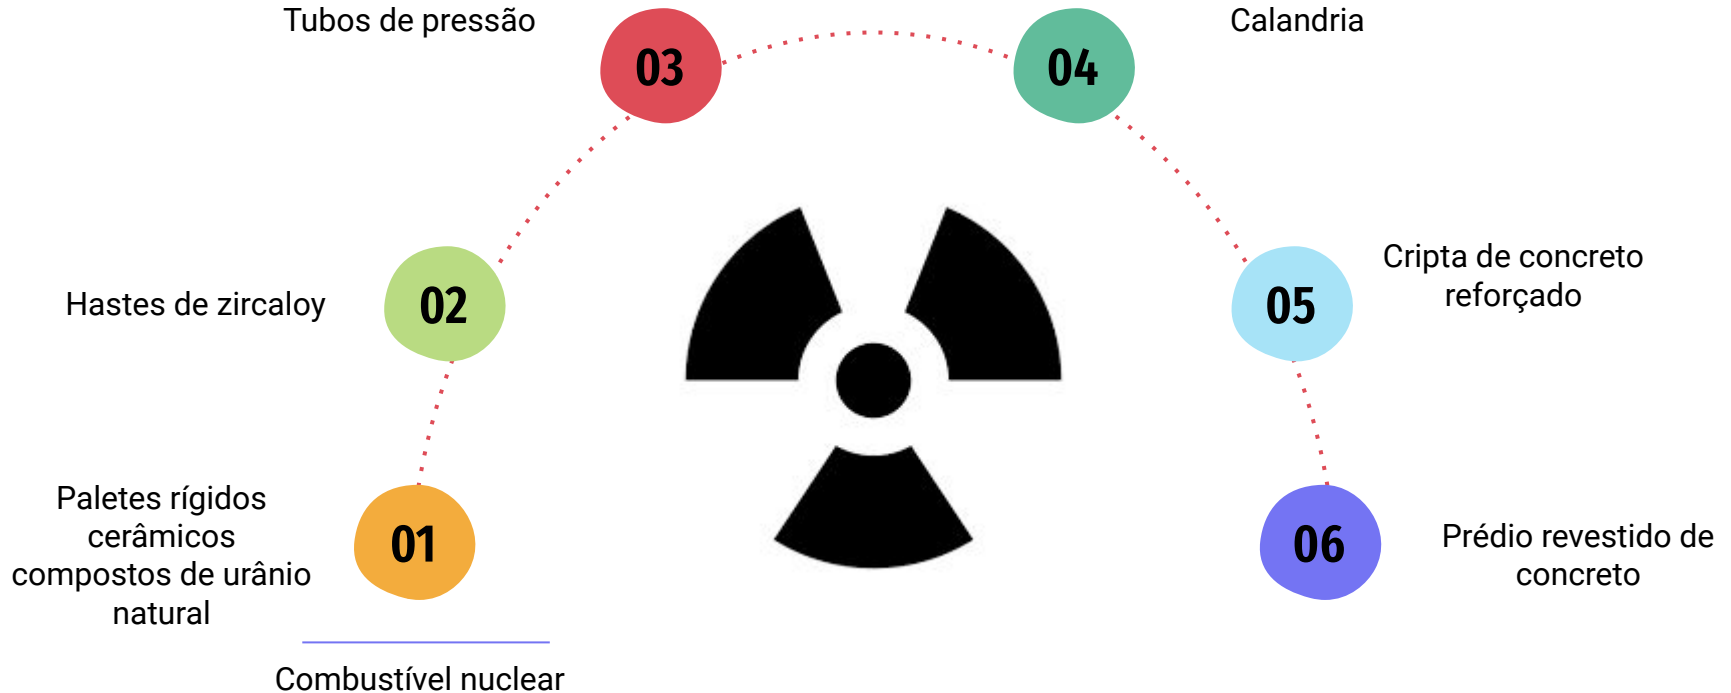 Tubos de pressão
03
04
Calandria
Hastes de zircaloy
02
05
Cripta de concreto
reforçado
Paletes rígidos
cerâmicos
compostos de urânio
natural
01
06
Prédio revestido de
concreto
Combustível nuclear